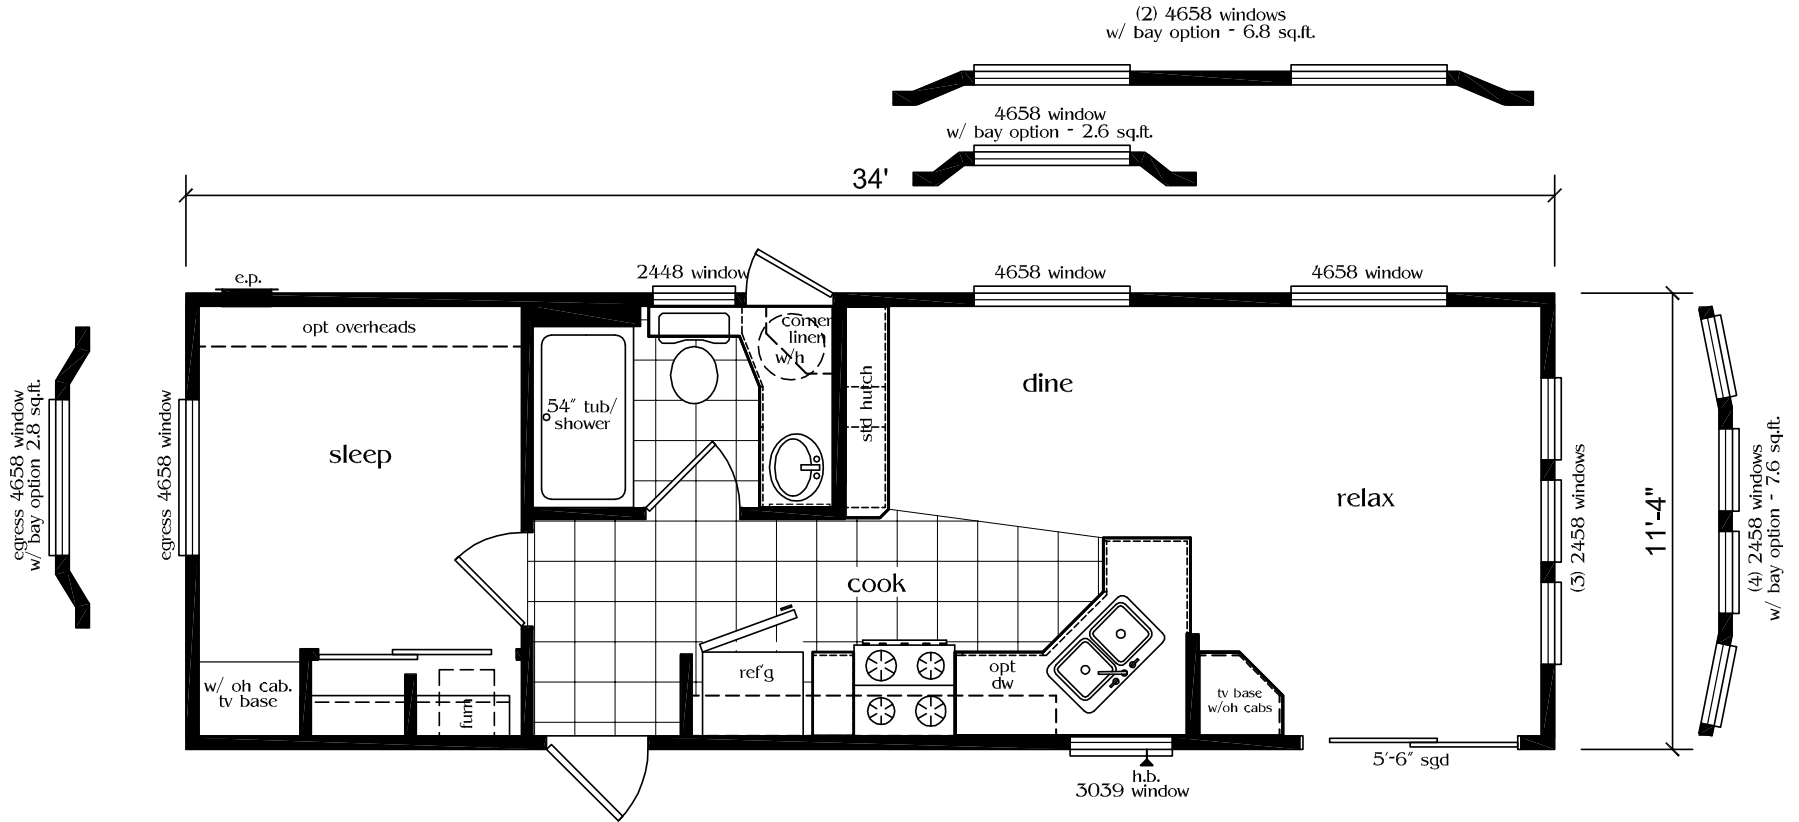 (2) 4658 windows
w/ bay option - 6.8 sq.ft.
4658 window
w/ bay option - 2.6 sq.ft.
34'
e.p.
2448 window
4658 window
4658 window
opt overheads
corner
linen
w/h
54" tub/
shower
std hutch
dine
sleep
relax
cook
egress 4658 window
w/ bay option 2.8 sq.ft.
egress 4658 window
(3) 2458 windows
11'-4"
(4) 2458 windows
w/ bay option - 7.6 sq.ft.
w/ oh cab.
tv base
furn
ref'g
opt
dw
tv base
w/oh cabs
5'-6" sgd
h.b.
3039 window